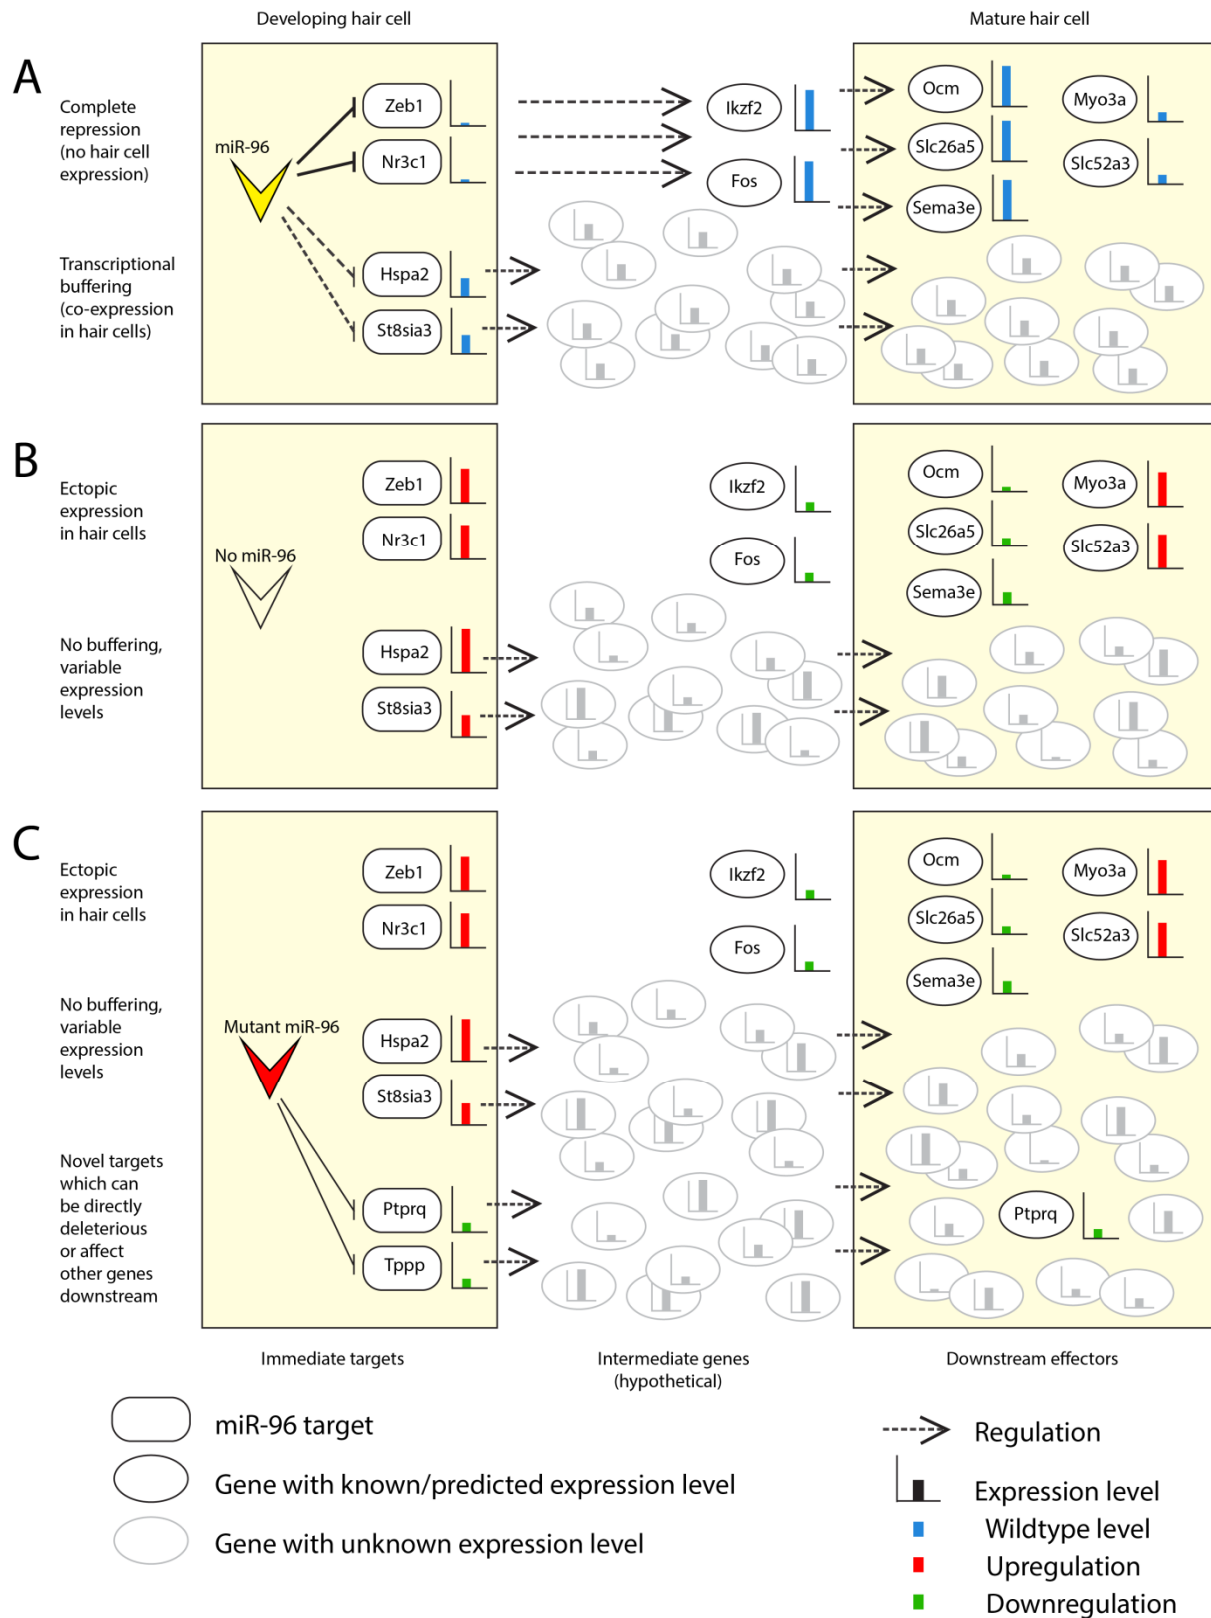 Developing hair cell
Mature hair cell
A
Complete
repression
(no hair cell
expression)
miR-96
Zeb1
Nr3c1
Ikzf2
Fos
Ocm
Slc26a5
Sema3e
Myo3a
Slc52a3
Transcriptional
buffering
(co-expression
in hair cells)
Hspa2
St8sia3
B
Ectopic
expression
in hair cells
No miR-96
Zeb1
Nr3c1
Ikzf2
Fos
Ocm
Slc26a5
Sema3e
Myo3a
Slc52a3
No buffering,
variable
expression
levels
Hspa2
St8sia3
C
Ectopic
expression
in hair cells
Zeb1
Nr3c1
Ikzf2
Fos
Ocm
Slc26a5
Sema3e
Myo3a
Slc52a3
No buffering,
variable
expression
levels
Mutant miR-96
Hspa2
St8sia3
Novel targets
which can
be directly
deleterious
or affect
other genes
downstream
Ptprq
Tppp
Ptprq
Immediate targets
Intermediate genes
(hypothetical)
Downstream effectors
miR-96 target
Gene with known/predicted expression level
Gene with unknown expression level
Regulation
Expression level
Wildtype level
Upregulation
Downregulation